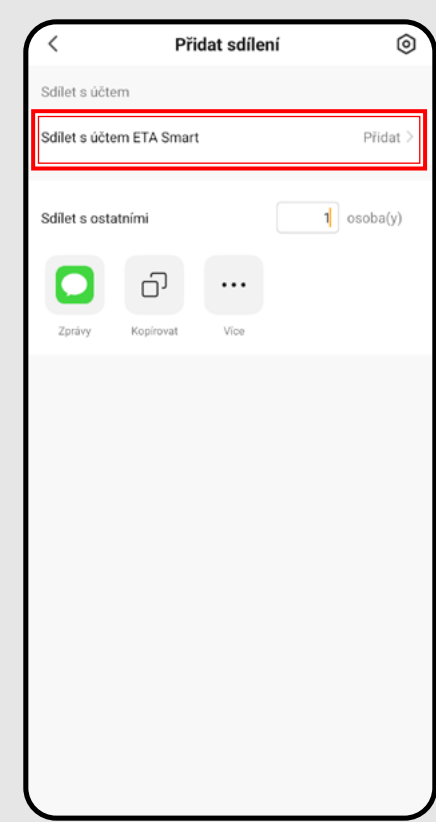 Přidat sdílení
Sdílet s účtem
Sdílet s účtem ETA Smart Přidat
Sdílet s ostatními 1 osoba(y)
Zprávy Kopírovat Více